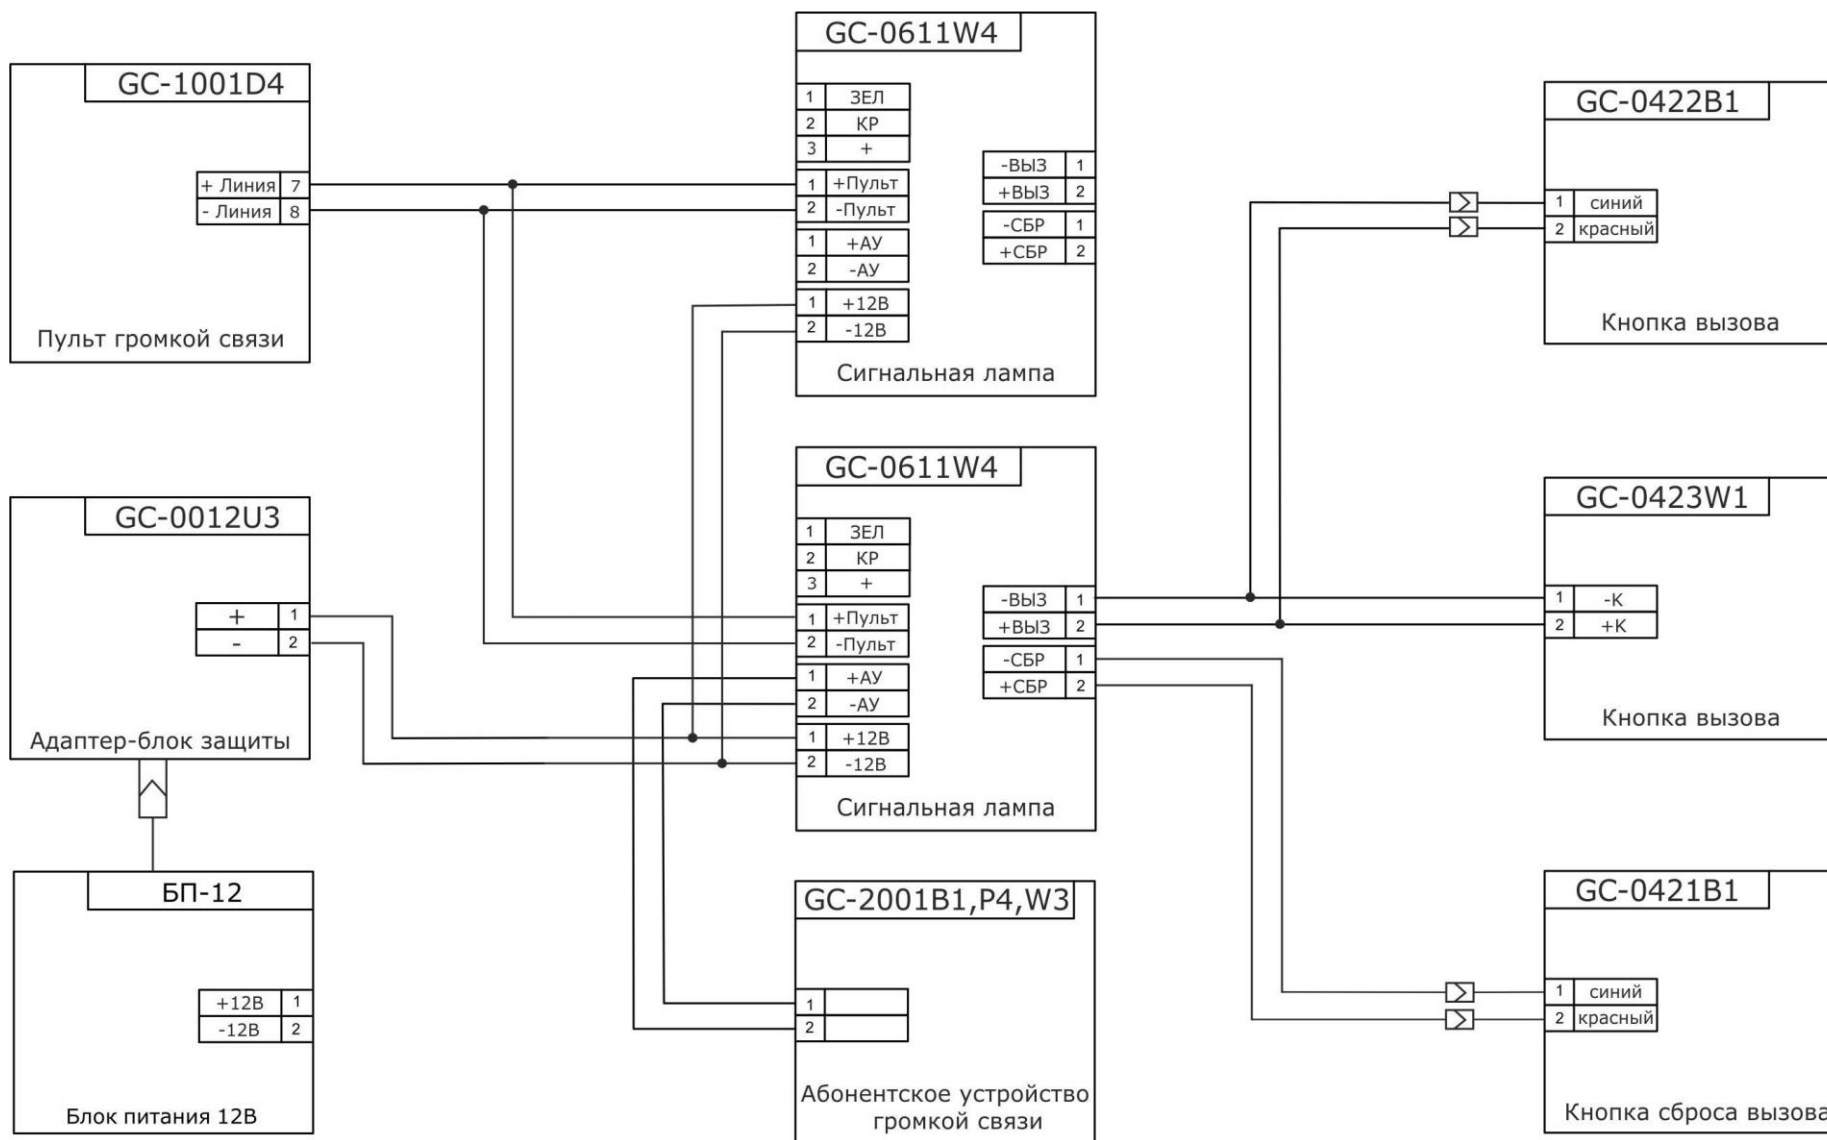 GC-1001D4
+ Линия 7
- Линия 8
Пульт громкой связи
GC-0012U3
+ 1
- 2
Адаптер-блок защиты
БП-12
+12В 1
-12В 2
Блок питания 12В
GC-0611W4
1 ЗЕЛ
2 КР
3 +
1 +Пульт
2 -Пульт
1 +АУ
2 -АУ
1 +12В
2 -12В
-ВЫЗ 1
+ВЫЗ 2
-СБР 1
+СБР 2
Сигнальная лампа
GC-0611W4
1 ЗЕЛ
2 КР
3 +
1 +Пульт
2 -Пульт
1 +АУ
2 -АУ
1 +12В
2 -12В
-ВЫЗ 1
+ВЫЗ 2
-СБР 1
+СБР 2
Сигнальная лампа
GC-2001B1,P4,W3
1
2
Абонентское устройство
громкой связи
GC-0422B1
1 синий
2 красный
Кнопка вызова
GC-0423W1
1 -К
2 +К
Кнопка вызова
GC-0421B1
1 синий
2 красный
Кнопка сброса вызова